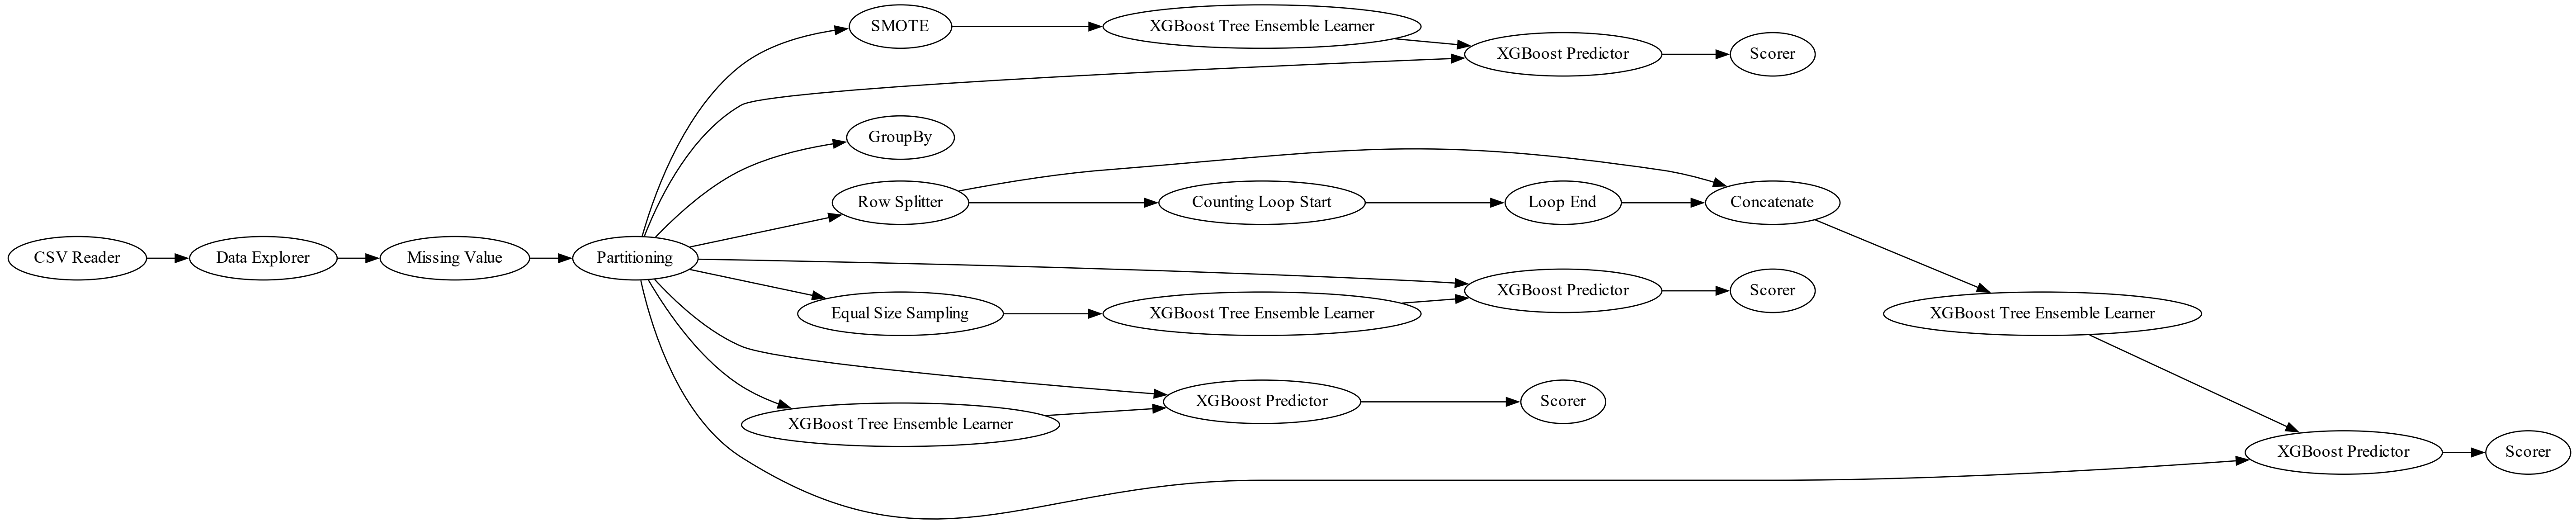 SMOTE
XGBoost Tree Ensemble Learner
XGBoost Predictor
Scorer
GroupBy
Row Splitter
Counting Loop Start
Loop End
Concatenate
CSV Reader
Data Explorer
Missing Value
Partitioning
XGBoost Predictor
Scorer
Equal Size Sampling
XGBoost Tree Ensemble Learner
XGBoost Tree Ensemble Learner
XGBoost Predictor
Scorer
XGBoost Tree Ensemble Learner
XGBoost Predictor
Scorer